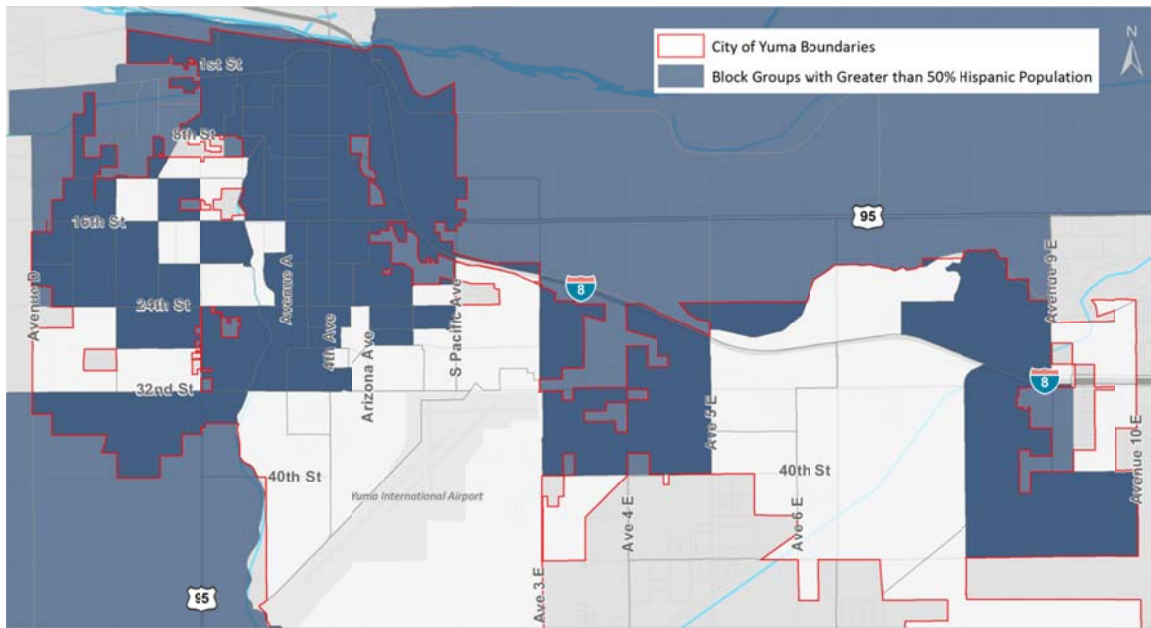 N
City of Yuma Boundaries
Block Groups with Greater than 50% Hispanic Population
1st St
8th St
16th St
95
Avenue D
Avenue A
24th St
4th Ave
Arizona Ave
S Pacific Ave
8
Avenue 9 E
32nd St
Ave 5 E
8
40th St
Yuma International Airport
40th St
Ave 4 E
Ave 6 E
Avenue 10 E
95
Ave 3 E